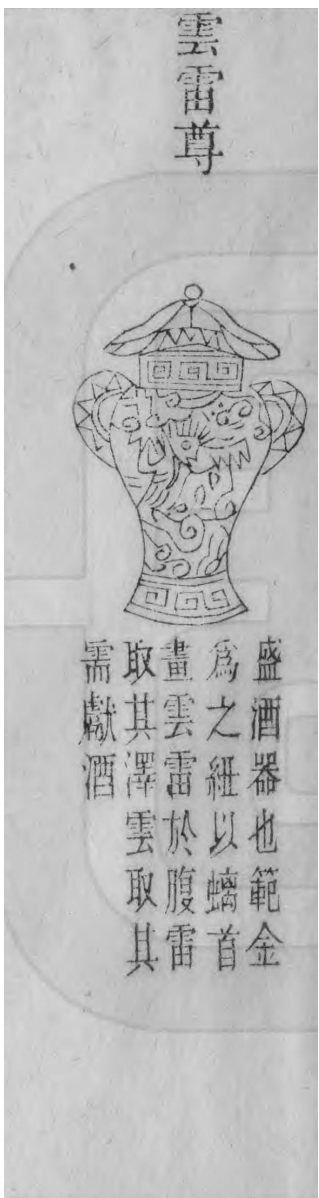 雲雷尊
盛酒器也範金
爲之紐以螭首
畫雲雷於腹雷
取其澤雲取其
需獻酒